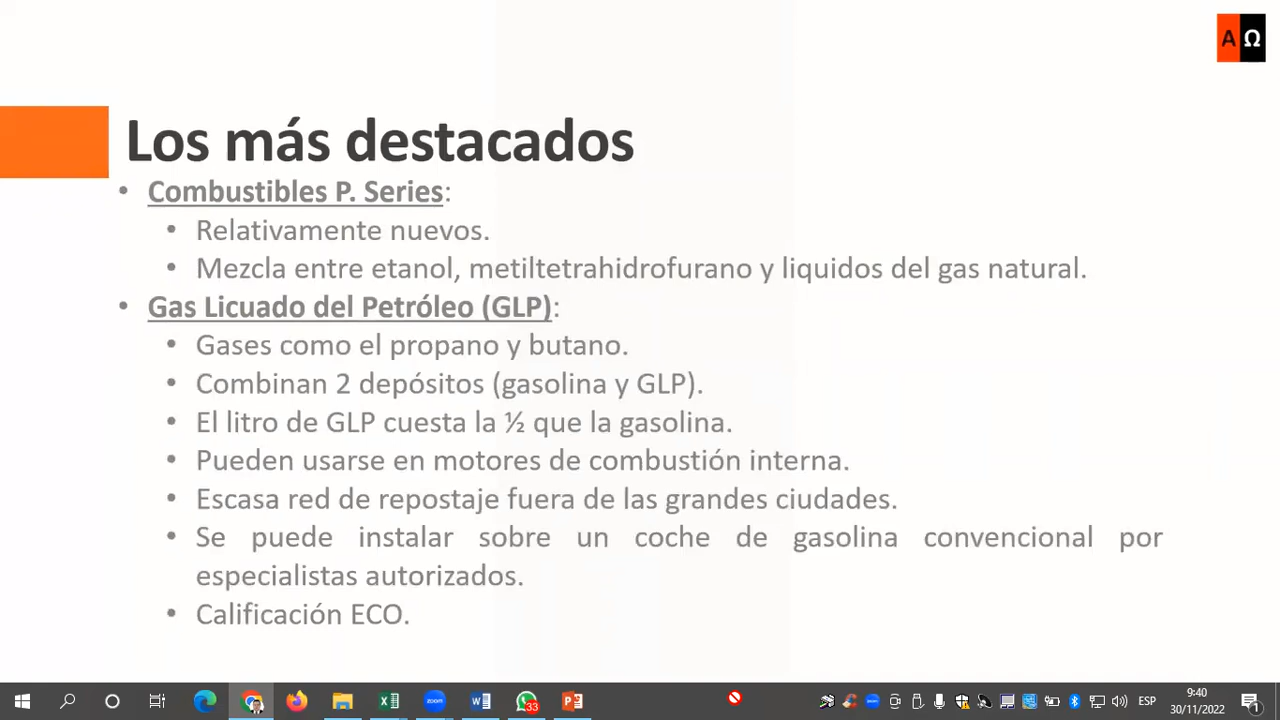 AΩ
Los más destacados
• Combustibles P. Series:
• Relativamente nuevos.
• Mezcla entre etanol, metiltetrahidrofurano y liquidos del gas natural.
• Gas Licuado del Petróleo (GLP):
• Gases como el propano y butano.
• Combinan 2 depósitos (gasolina y GLP).
• El litro de GLP cuesta la ½ que la gasolina.
• Pueden usarse en motores de combustión interna.
• Escasa red de repostaje fuera de las grandes ciudades.
• Se puede instalar sobre un coche de gasolina convencional por
especialistas autorizados.
• Calificación ECO.
zoom
33
ESP
9:40
30/11/2022
1